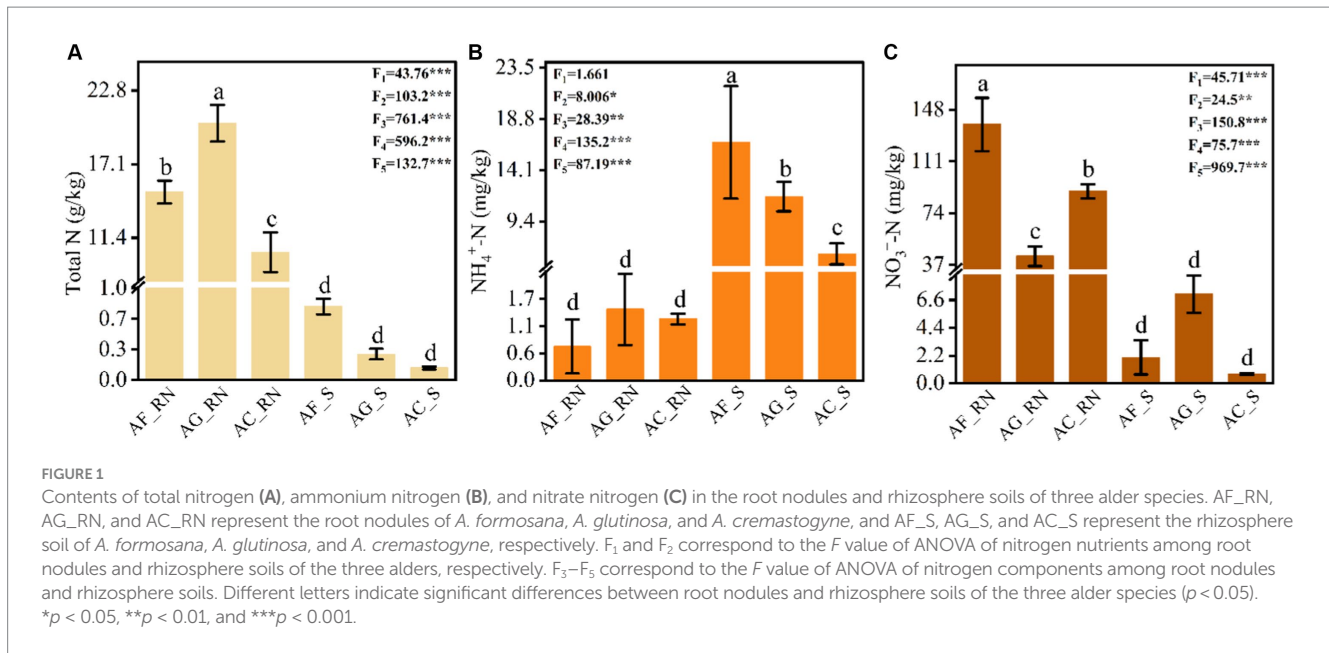 A
Total N (g/kg)
22.8
17.1
11.4
1.0
0.7
0.3
0.0
F₁=43.76***
F₂=103.2***
F₃=761.4***
F₄=596.2***
F₅=132.7***
b
a
c
d
d
d
AF_RN
AG_RN
AC_RN
AF_S
AG_S
AC_S
B
NH₄⁺-N (mg/kg)
23.5
18.8
14.1
9.4
1.7
1.1
0.6
0.0
F₁=1.661
F₂=8.006*
F₃=28.39**
F₄=135.2***
F₅=87.19***
d
d
d
a
b
c
AF_RN
AG_RN
AC_RN
AF_S
AG_S
AC_S
C
NO₃⁻-N (mg/kg)
148
111
74
37
6.6
4.4
2.2
0.0
F₁=45.71***
F₂=24.5**
F₃=150.8***
F₄=75.7***
F₅=969.7***
a
c
b
d
d
d
AF_RN
AG_RN
AC_RN
AF_S
AG_S
AC_S
FIGURE 1
Contents of total nitrogen (A), ammonium nitrogen (B), and nitrate nitrogen (C) in the root nodules and rhizosphere soils of three alder species. AF_RN,
AG_RN, and AC_RN represent the root nodules of A. formosana, A. glutinosa, and A. cremastogyne, and AF_S, AG_S, and AC_S represent the rhizosphere
soil of A. formosana, A. glutinosa, and A. cremastogyne, respectively. F₁ and F₂ correspond to the F value of ANOVA of nitrogen nutrients among root
nodules and rhizosphere soils of the three alders, respectively. F₃–F₅ correspond to the F value of ANOVA of nitrogen components among root nodules
and rhizosphere soils. Different letters indicate significant differences between root nodules and rhizosphere soils of the three alder species (p < 0.05).
*p < 0.05, **p < 0.01, and ***p < 0.001.